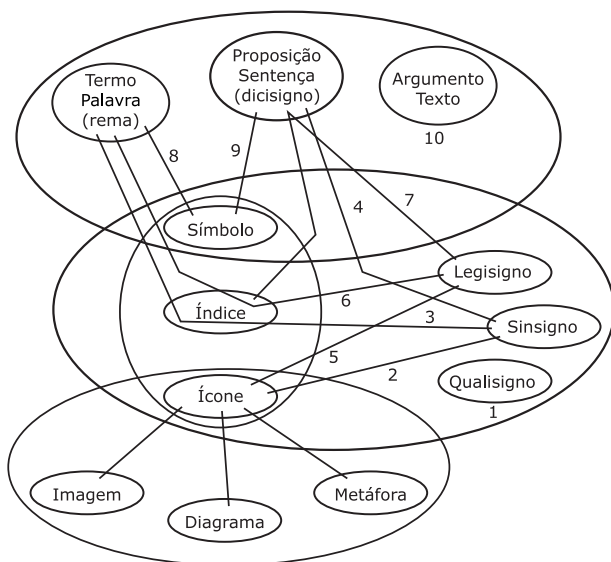 Termo
Palavra
(rema)
Proposição
Sentença
(dicisigno)
Argumento
Texto
10
8
9
4
7
Símbolo
Legisigno
Índice
6
3
Sinsigno
5
2
Ícone
Qualisigno
1
Imagem
Diagrama
Metáfora